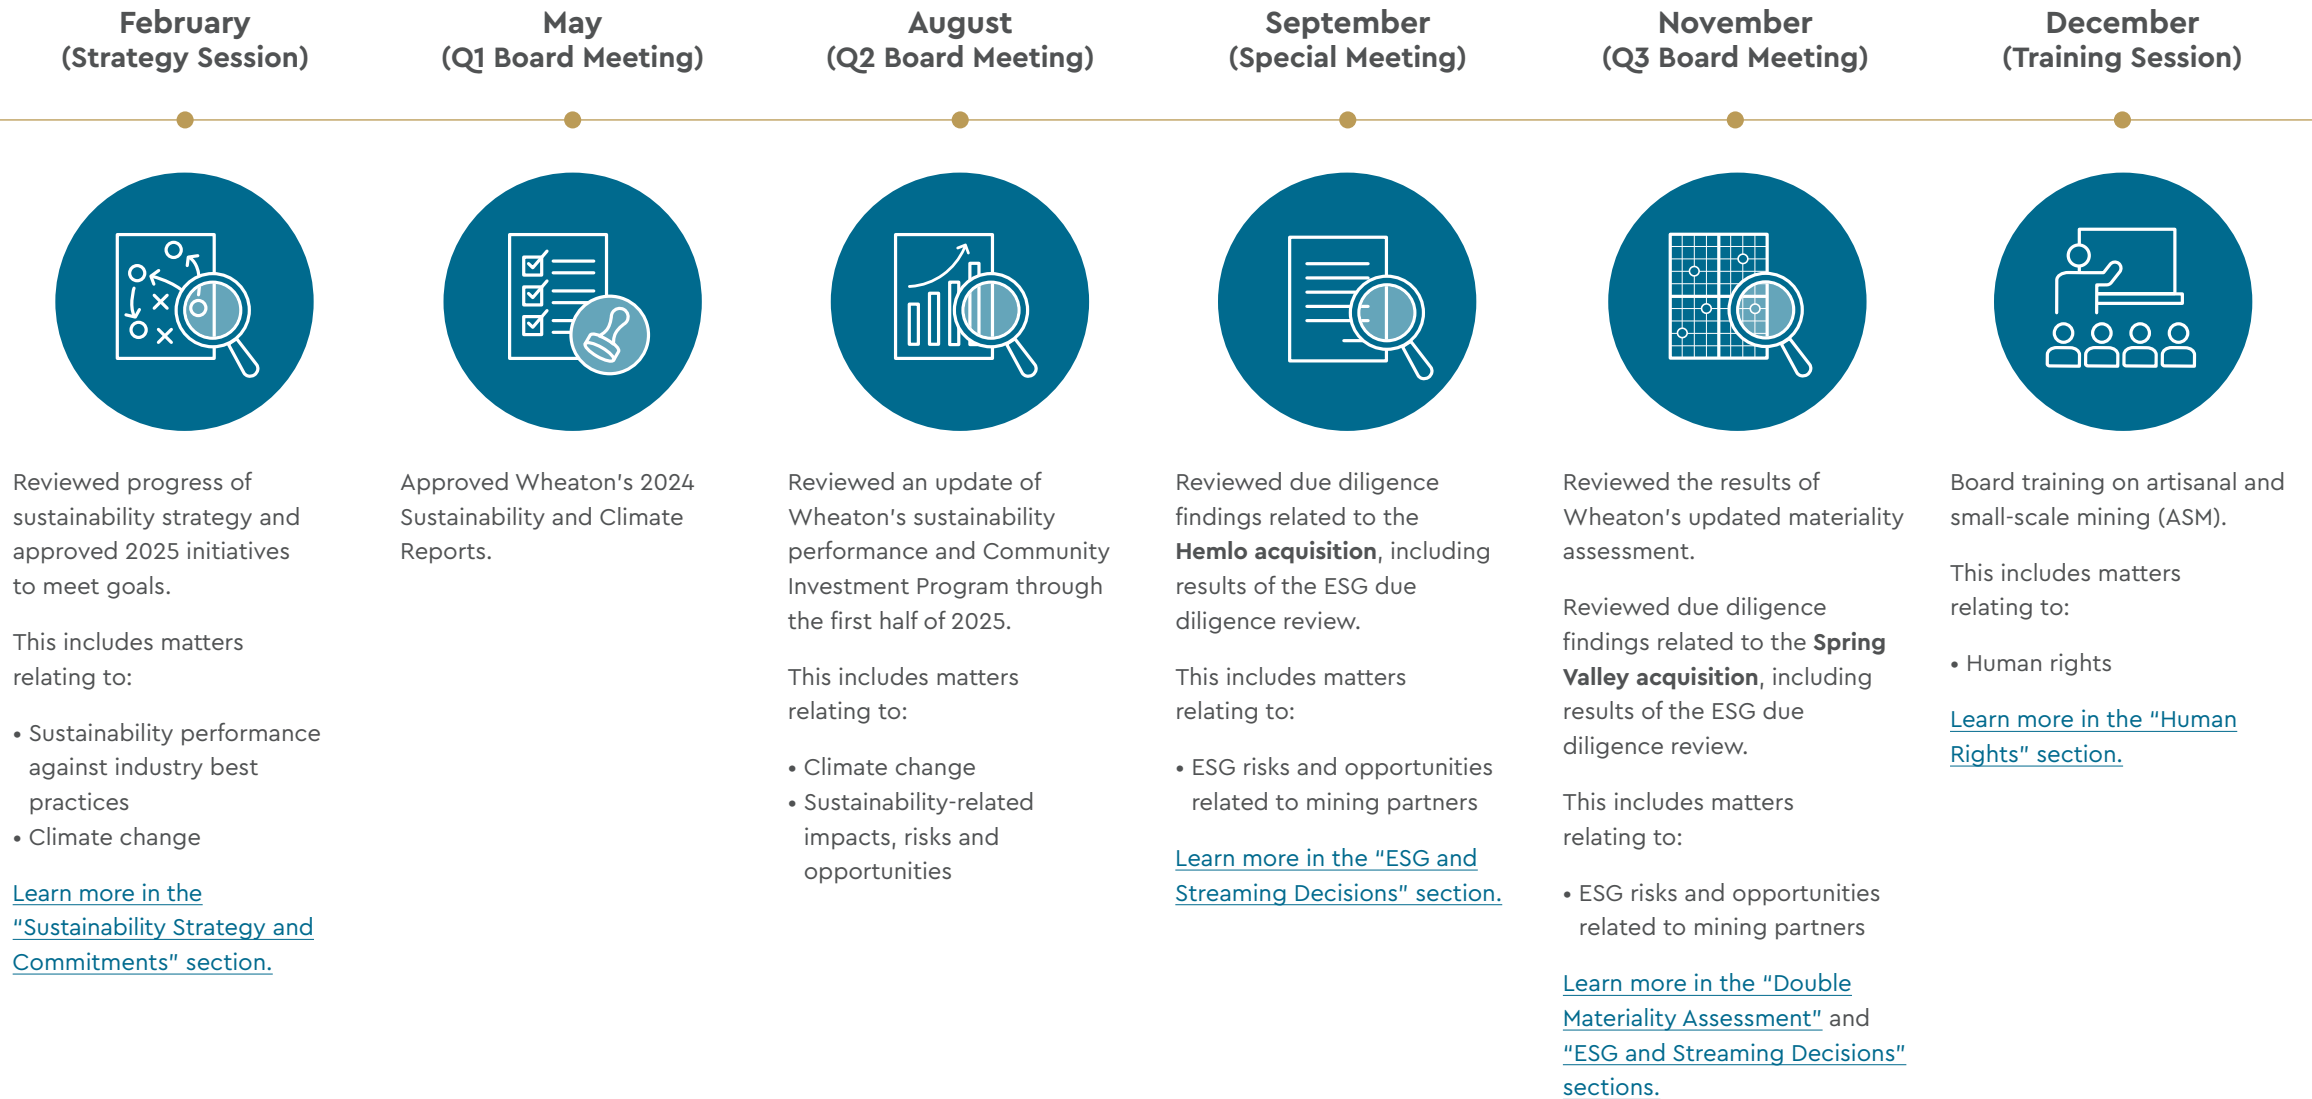 February
(Strategy Session)
May
(Q1 Board Meeting)
August
(Q2 Board Meeting)
September
(Special Meeting)
November
(Q3 Board Meeting)
December
(Training Session)
Reviewed progress of
sustainability strategy and
approved 2025 initiatives
to meet goals.
This includes matters
relating to:
• Sustainability performance
against industry best
practices
• Climate change
Learn more in the
“Sustainability Strategy and
Commitments” section.
Approved Wheaton’s 2024
Sustainability and Climate
Reports.
Reviewed an update of
Wheaton’s sustainability
performance and Community
Investment Program through
the first half of 2025.
This includes matters
relating to:
• Climate change
• Sustainability-related
impacts, risks and
opportunities
Reviewed due diligence
findings related to the
Hemlo acquisition, including
results of the ESG due
diligence review.
This includes matters
relating to:
• ESG risks and opportunities
related to mining partners
Learn more in the “ESG and
Streaming Decisions” section.
Reviewed the results of
Wheaton’s updated materiality
assessment.
Reviewed due diligence
findings related to the Spring
Valley acquisition, including
results of the ESG due
diligence review.
This includes matters
relating to:
• ESG risks and opportunities
related to mining partners
Learn more in the “Double
Materiality Assessment” and
“ESG and Streaming Decisions”
sections.
Board training on artisanal and
small-scale mining (ASM).
This includes matters
relating to:
• Human rights
Learn more in the “Human
Rights” section.